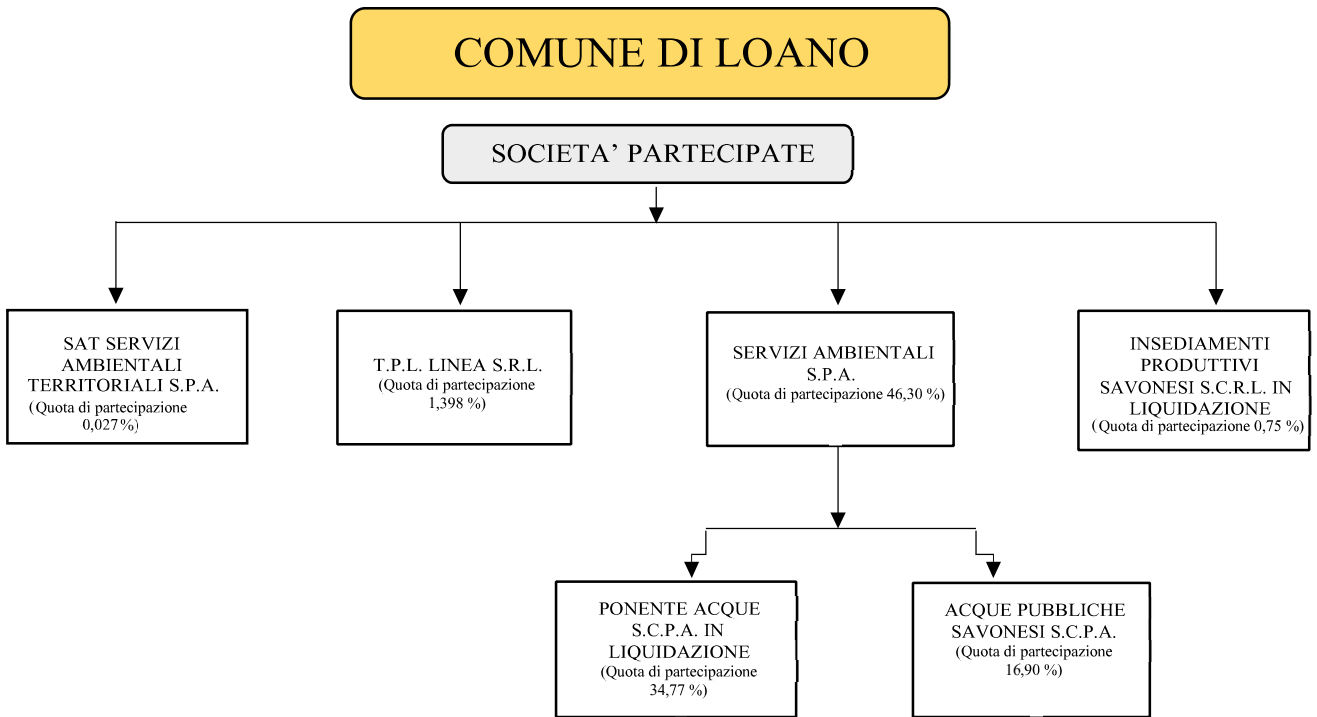 COMUNE DI LOANO
SOCIETA’ PARTECIPATE
SAT SERVIZI
AMBIENTALI
TERRITORIALI S.P.A.
(Quota di partecipazione
0,027%)
T.P.L. LINEA S.R.L.
(Quota di partecipazione
1,398 %)
SERVIZI AMBIENTALI
S.P.A.
(Quota di partecipazione 46,30 %)
INSEDIAMENTI
PRODUTTIVI
SAVONESI S.C.R.L. IN
LIQUIDAZIONE
(Quota di partecipazione 0,75 %)
PONENTE ACQUE
S.C.P.A. IN
LIQUIDAZIONE
(Quota di partecipazione
34,77 %)
ACQUE PUBBLICHE
SAVONESI S.C.P.A.
(Quota di partecipazione
16,90 %)